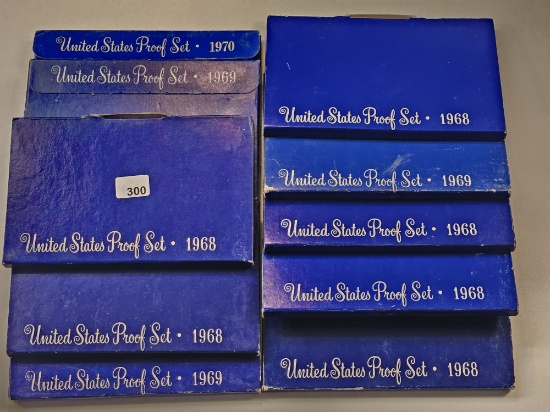 United States Proof Set · 1970
United States Proof Set · 1969
300
United States Proof Set · 1968
United States Proof Set · 1968
United States Proof Set · 1969
United States Proof Set · 1968
United States Proof Set · 1969
United States Proof Set · 1968
United States Proof Set · 1968
United States Proof Set · 1968